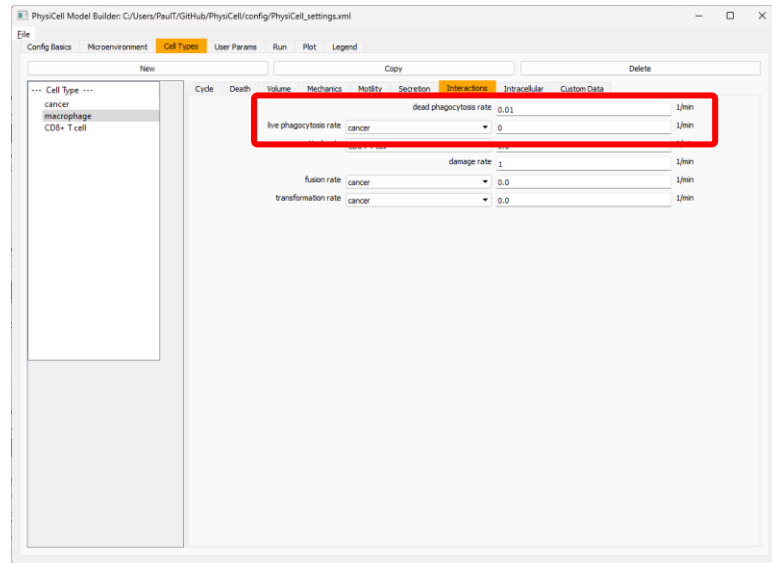 PhysiCell Model Builder: C:/Users/PaulT/GitHub/PhysiCell/config/PhysiCell_settings.xml
File
Config Basics Microenvironment Cell Types User Params Run Plot Legend
New Copy Delete
--- Cell Type ---
cancer
macrophage
CD8+ T cell
Cycle Death Volume Mechanics Motility Secretion Interactions Intracellular Custom Data
dead phagocytosis rate 0.01 1/min
live phagocytosis rate cancer 0 1/min
damage rate 1 1/min
fusion rate cancer 0.0 1/min
transformation rate cancer 0.0 1/min